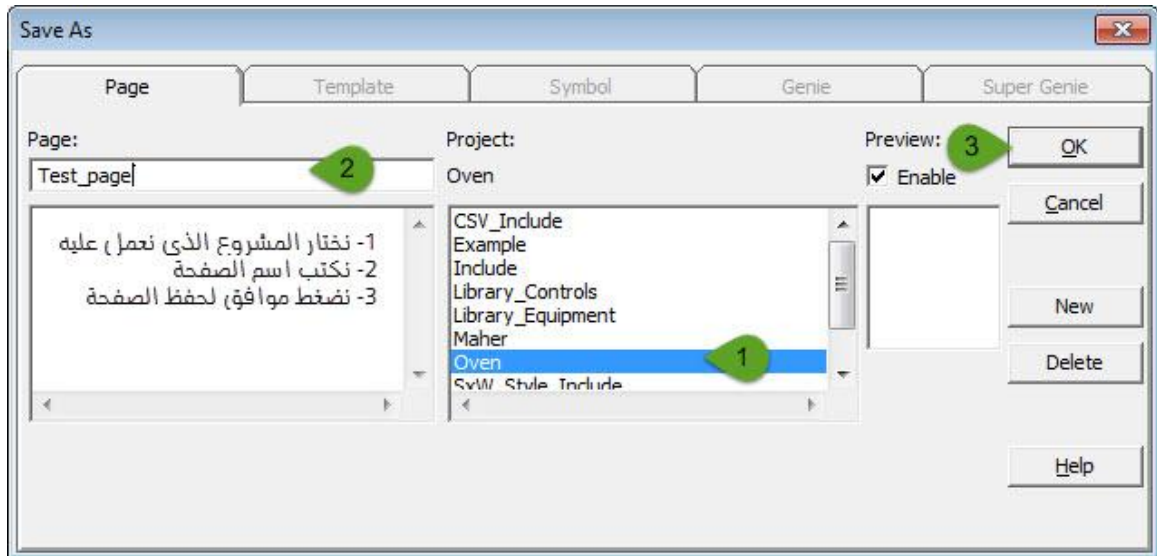 Save As
Page
Template
Symbol
Genie
Super Genie
Page:
Project:
Preview:
3
OK
Test_page
2
Oven
Enable
Cancel
1- نختار المشروع الذى نعمل عليه
2- نكتب اسم الصفحة
3- نضغط موافق لحفظ الصفحة
CSV_Include
Example
Include
Library_Controls
Library_Equipment
Maher
Oven
1
SxW_Style_Include
New
Delete
Help